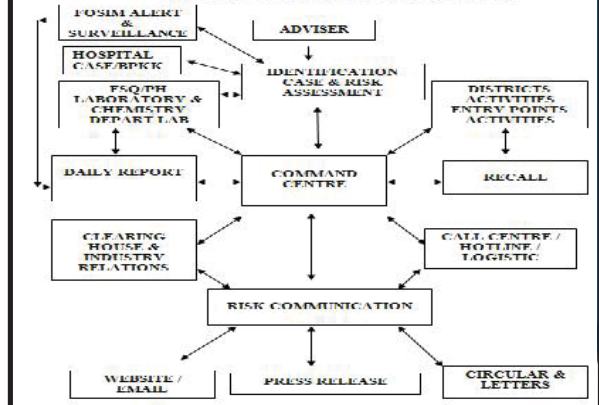 FOSIM ALERT
&
SURVEILLANCE
ADVISER
HOSPITAL
CASE/BPKK
IDENTIFICATION
CASE & RISK
ASSESSMENT
FSQ/PH
LABORATORY &
CHEMISTRY
DEPART LAB
DISTRICTS
ACTIVITIES
ENTRY POINTS
ACTIVITIES
DAILY REPORT
COMMAND
CENTRE
RECALL
CLEARING
HOUSE &
INDUSTRY
RELATIONS
CALL CENTRE /
HOTLINE /
LOGISTIC
RISK COMMUNICATION
WEBSITE /
EMAIL
PRESS RELEASE
CIRCULAR &
LETTERS